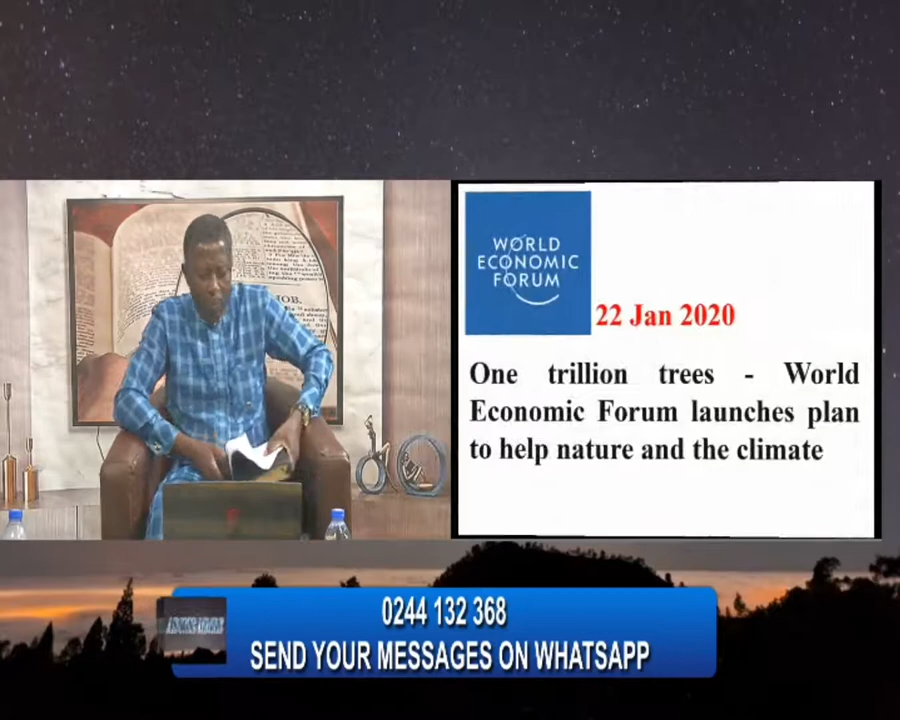 WORLD
ECONOMIC
FORUM
22 Jan 2020
One trillion trees - World
Economic Forum launches plan
to help nature and the climate
JOB.
0244 132 368
SEND YOUR MESSAGES ON WHATSAPP